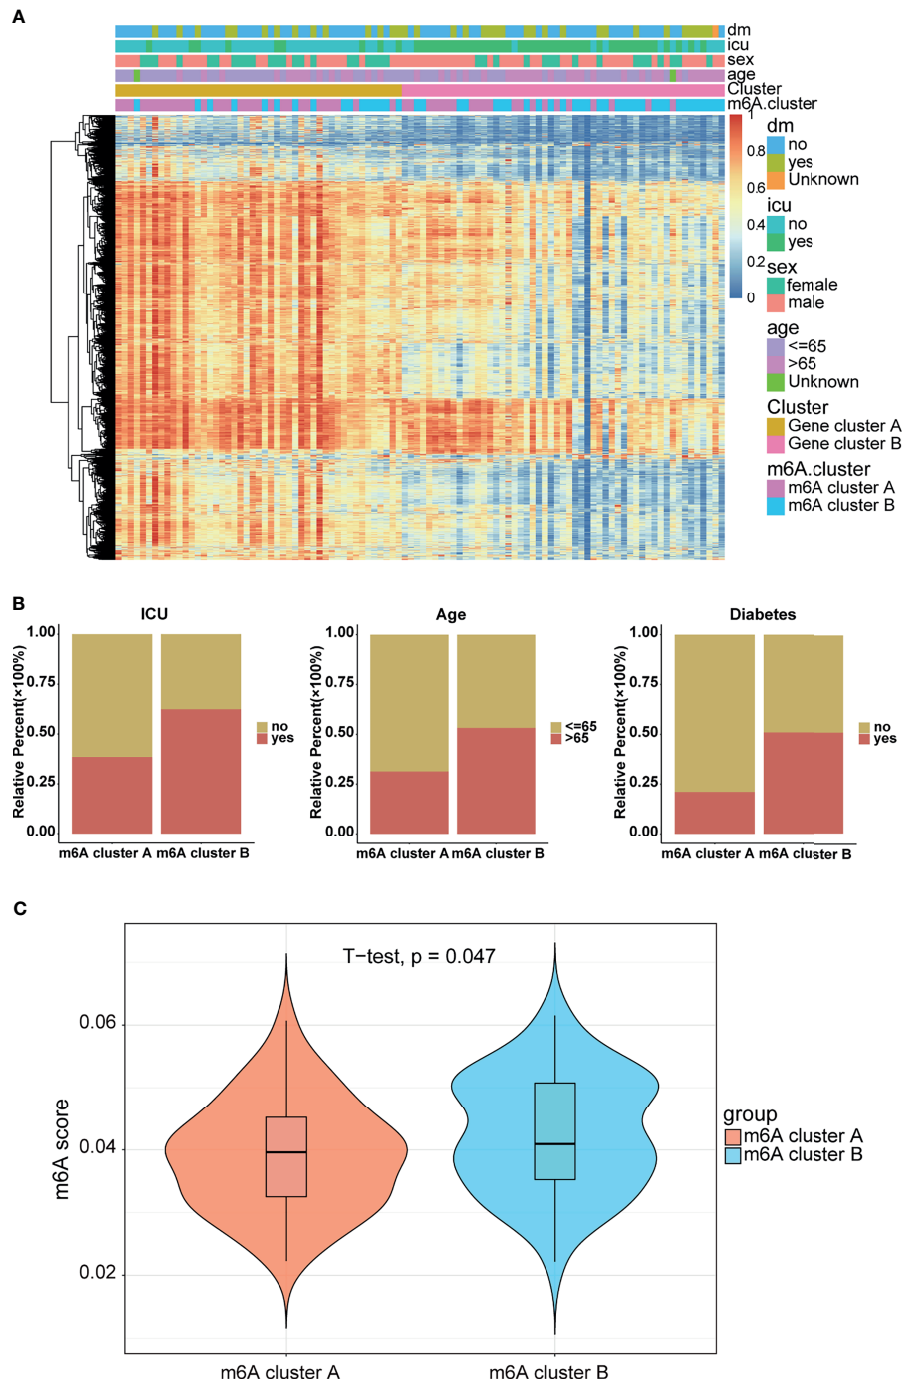 A
dm
icu
sex
age
Cluster
m6A.cluster
1
0.8
0.6
0.4
0.2
0
dm
no
yes
Unknown
icu
no
yes
sex
female
male
age
<=65
>65
Unknown
Cluster
Gene cluster A
Gene cluster B
m6A.cluster
m6A cluster A
m6A cluster B
B
ICU
Relative Percent(×100%)
1.00
0.75
0.50
0.25
0.00
m6A cluster A m6A cluster B
no
yes
Age
Relative Percent(×100%)
1.00
0.75
0.50
0.25
0.00
m6A cluster A m6A cluster B
<=65
>65
Diabetes
Relative Percent(×100%)
1.00
0.75
0.50
0.25
0.00
m6A cluster A m6A cluster B
no
yes
C
T-test, p = 0.047
m6A score
0.06
0.04
0.02
m6A cluster A
m6A cluster B
group
m6A cluster A
m6A cluster B